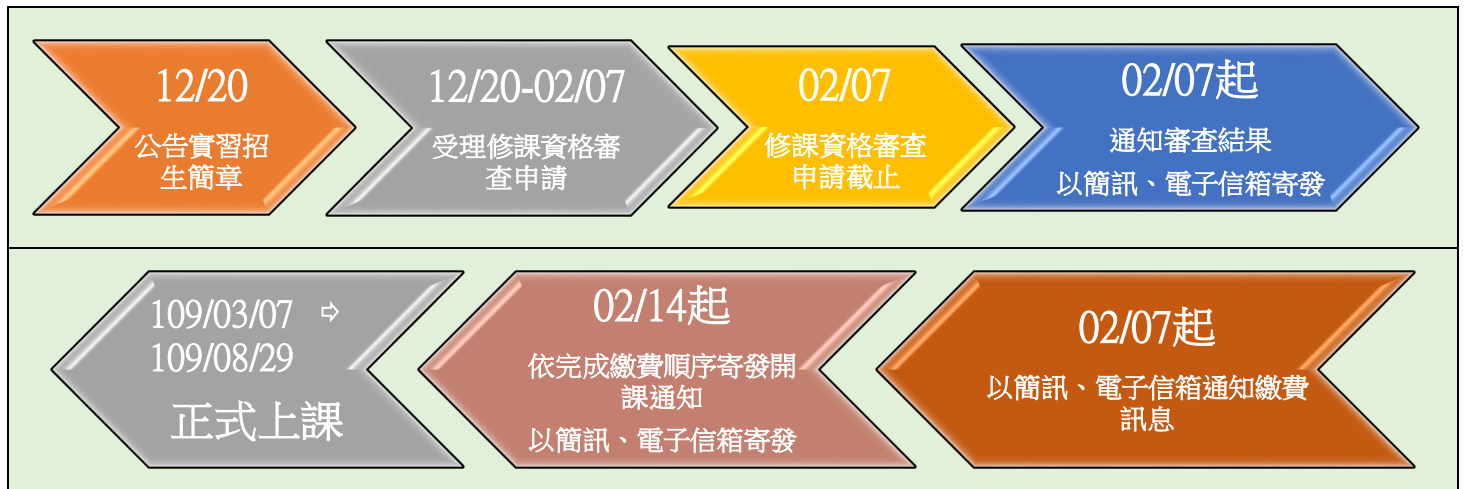 12/20
公告實習招
生簡章
12/20-02/07
受理修課資格審
查申請
02/07
修課資格審查
申請截止
02/07起
通知審查結果
以簡訊、電子信箱寄發
02/07起
以簡訊、電子信箱通知繳費
訊息
02/14起
依完成繳費順序寄發開
課通知
以簡訊、電子信箱寄發
109/03/07 ⇨
109/08/29
正式上課